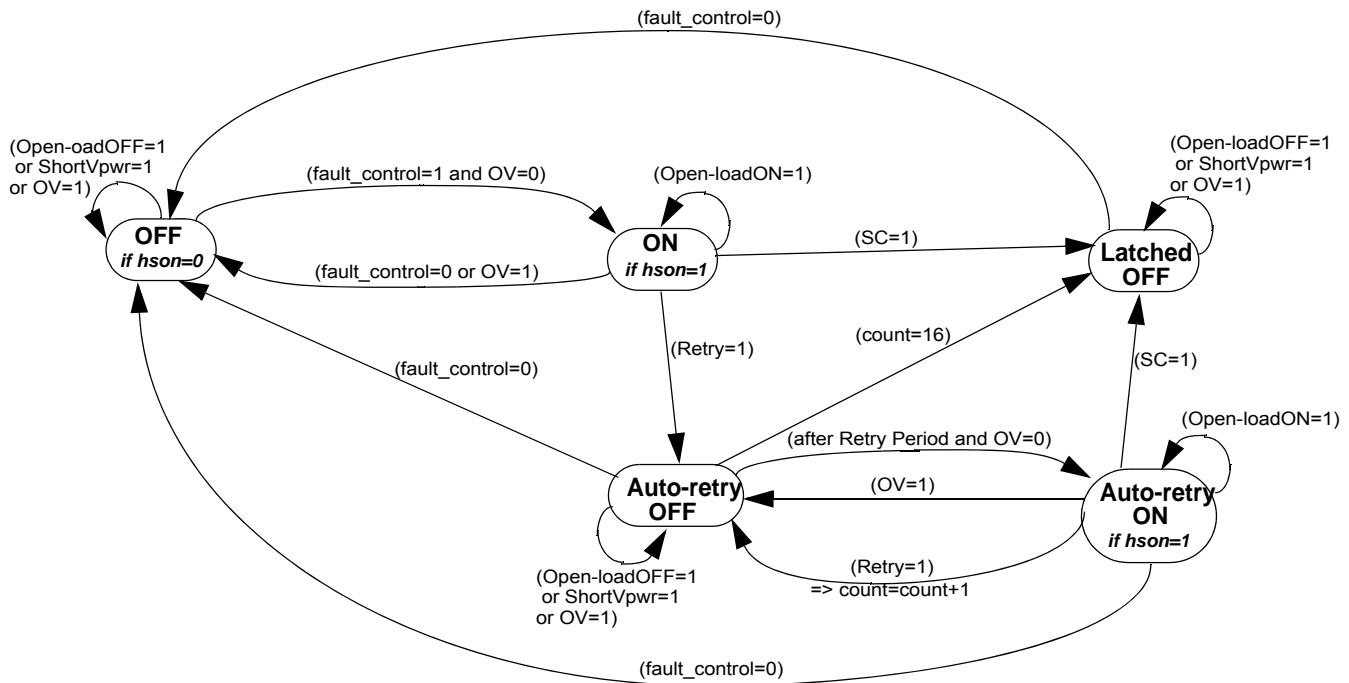 (fault_control=0)
(Open-oadOFF=1
or ShortVpwr=1
or OV=1)
(fault_control=1 and OV=0)
(Open-loadON=1)
(Open-loadOFF=1
or ShortVpwr=1
or OV=1)
OFF
if hson=0
ON
if hson=1
(SC=1)
Latched
OFF
(fault_control=0 or OV=1)
(count=16)
(Retry=1)
(SC=1)
(fault_control=0)
(Open-loadON=1)
(after Retry Period and OV=0)
Auto-retry
OFF
(OV=1)
Auto-retry
ON
if hson=1
(Retry=1)
=> count=count+1
(Open-loadOFF=1
or ShortVpwr=1
or OV=1)
(fault_control=0)